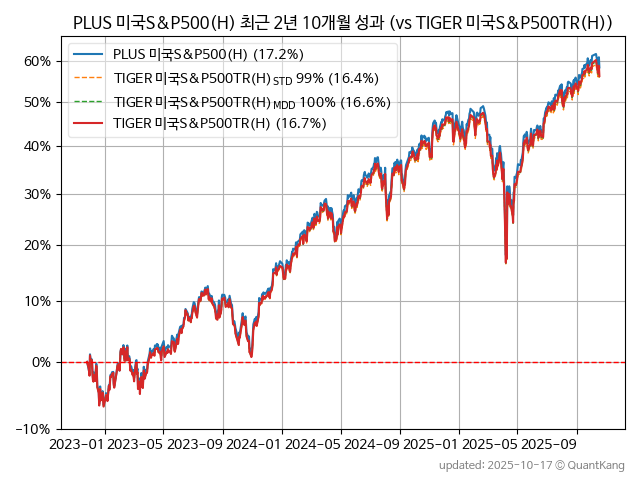 PLUS 미국S&P500(H) 최근 2년 10개월 성과 (vs TIGER 미국S&P500TR(H))
PLUS 미국S&P500(H) (17.2%)
TIGER 미국S&P500TR(H) STD 99% (16.4%)
TIGER 미국S&P500TR(H) MDD 100% (16.6%)
TIGER 미국S&P500TR(H) (16.7%)
60%
50%
40%
30%
20%
10%
0%
-10%
2023-01 2023-05 2023-09 2024-01 2024-05 2024-09 2025-01 2025-05 2025-09
updated: 2025-10-17 © QuantKang